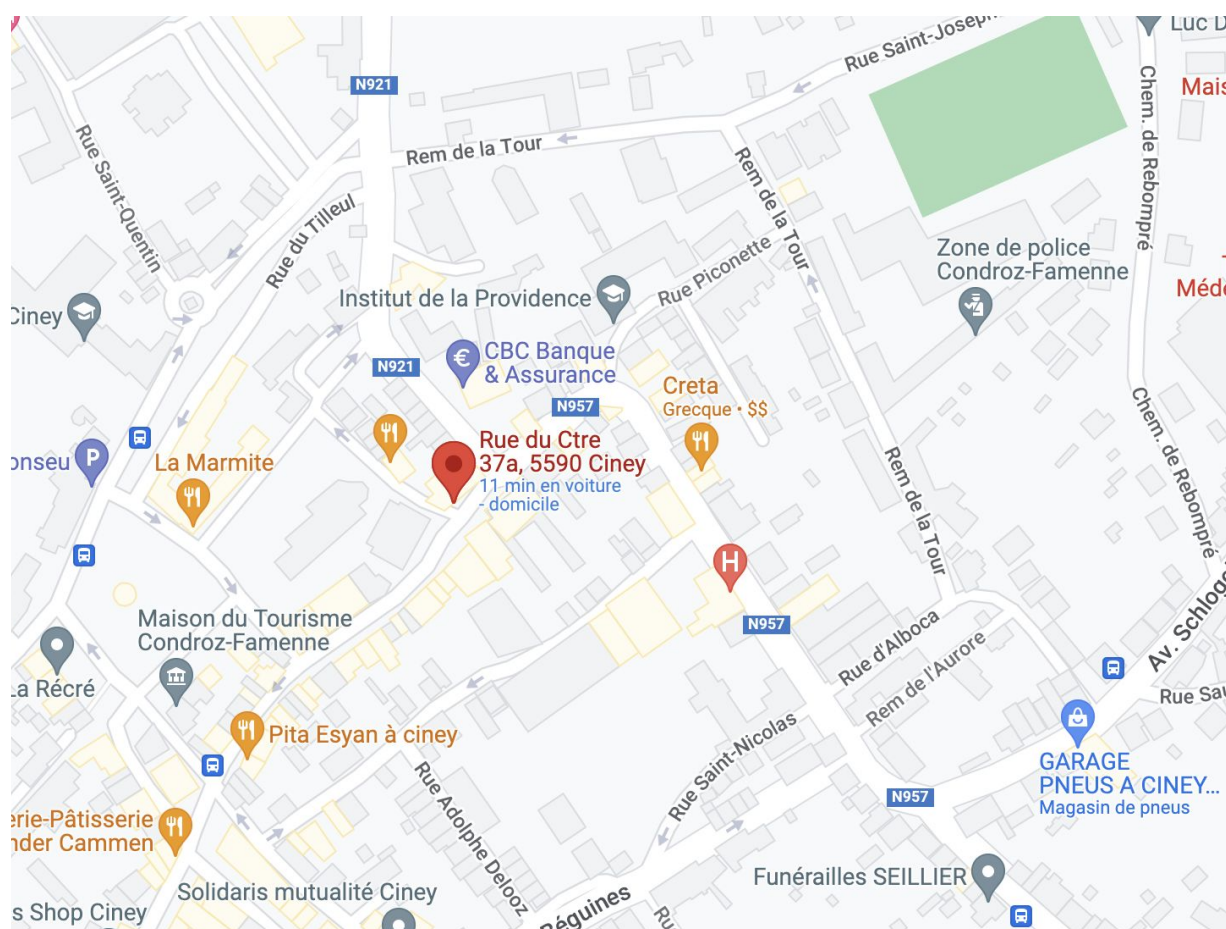 Luc D
Rue Saint-Joseph
N921
Mais
Rue Saint-Quentin
Chem. de Rebompré
Rem de la Tour
Rem de la Tour
Rue du Tilleul
Zone de police
Condroz-Famenne
Rue Piconette
Institut de la Providence
Méde
Ciney
CBC Banque
& Assurance
N921
Creta
Grecque • $$
N957
Chem. de Rebompré
Rue du Ctre
37a, 5590 Ciney
11 min en voiture
- domicile
onseu
P
La Marmite
Rem de la Tour
H
Maison du Tourisme
Condroz-Famenne
N957
Rue d'Alboca
Rem de l'Aurore
Av. Schlog
La Récré
Rue Sau
Pita Esyan à ciney
Rue Saint-Nicolas
GARAGE
PNEUS A CINEY...
Magasin de pneus
N957
Rue Adolphe Delooz
erie-Pâtisserie
nder Cammen
Funérailles SEILLIER
Solidaris mutualité Ciney
s Shop Ciney
Béguines
Ru